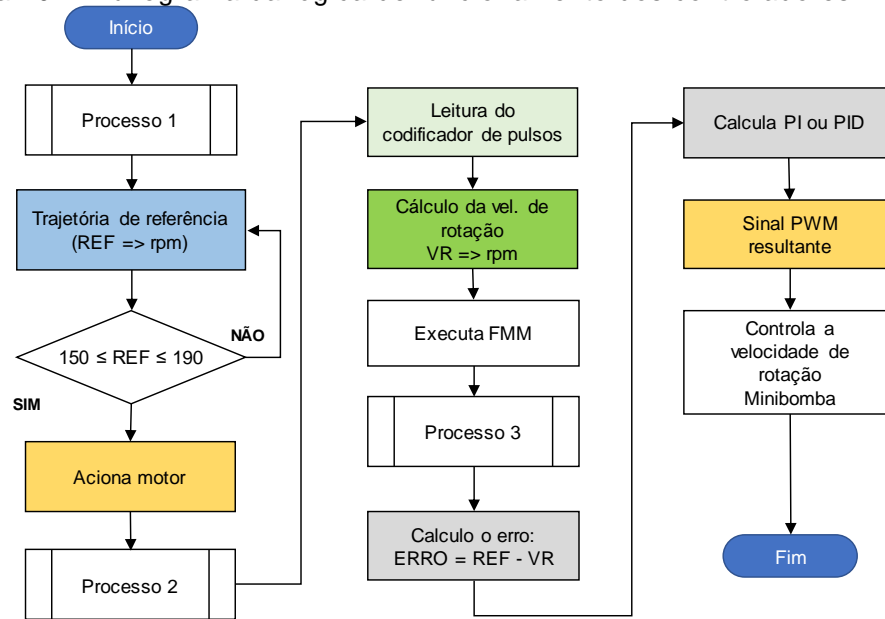 Início
Processo 1
Trajetória de referência
(REF => rpm)
NÃO
150 ≤ REF ≤ 190
SIM
Aciona motor
Processo 2
Leitura do
codificador de pulsos
Cálculo da vel. de
rotação
VR => rpm
Executa FMM
Processo 3
Calculo o erro:
ERRO = REF - VR
Calcula PI ou PID
Sinal PWM
resultante
Controla a
velocidade de
rotação
Minibomba
Fim